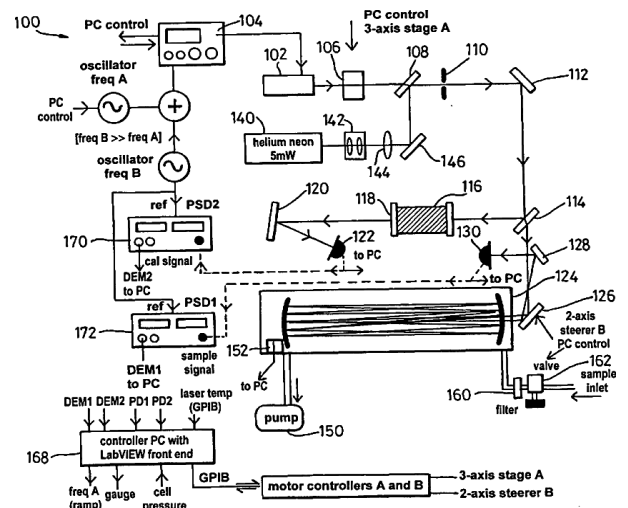 100
PC control
104
PC control
3-axis stage A
oscillator
freq A
102
106
108
110
112
PC
control
[freq B >> freq A]
140
142
helium neon
5mW
144
146
oscillator
freq B
120
118
116
114
ref
PSD2
170
122
130
128
cal signal
to PC
DEM2
to PC
to PC
124
ref
PSD1
126
172
2-axis
steerer B
PC control
152
sample
signal
valve
162
DEM1
to PC
to PC
sample
inlet
160
filter
laser temp
(GPIB)
pump
150
DEM1 DEM2 PD1 PD2
168
controller PC with
LabVIEW front end
GPIB
motor controllers A and B
3-axis stage A
2-axis steerer B
freq A
(ramp)
gauge
cell
pressure